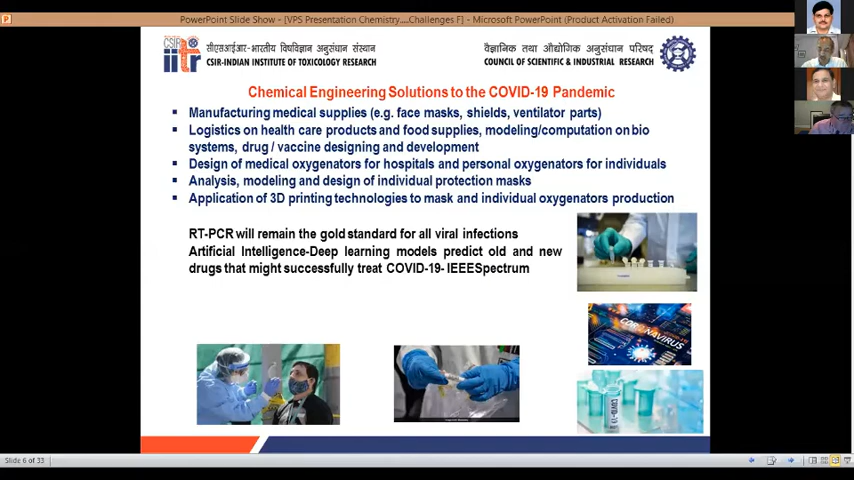 PowerPoint Slide Show - [VPS Presentation Chemistry....Challenges F] - Microsoft PowerPoint (Product Activation Failed)
CSIR
iitr
सीएसआईआर-भारतीय विषविज्ञान अनुसंधान संस्थान
CSIR-INDIAN INSTITUTE OF TOXICOLOGY RESEARCH
वैज्ञानिक तथा औद्योगिक अनुसंधान परिषद्
COUNCIL OF SCIENTIFIC & INDUSTRIAL RESEARCH
Chemical Engineering Solutions to the COVID-19 Pandemic
▪ Manufacturing medical supplies (e.g. face masks, shields, ventilator parts)
▪ Logistics on health care products and food supplies, modeling/computation on bio
systems, drug / vaccine designing and development
▪ Design of medical oxygenators for hospitals and personal oxygenators for individuals
▪ Analysis, modeling and design of individual protection masks
▪ Application of 3D printing technologies to mask and individual oxygenators production
RT-PCR will remain the gold standard for all viral infections
Artificial Intelligence-Deep learning models predict old and new
drugs that might successfully treat COVID-19- IEEESpectrum
CORONAVIRUS
Covid-19
Slide 6 of 33